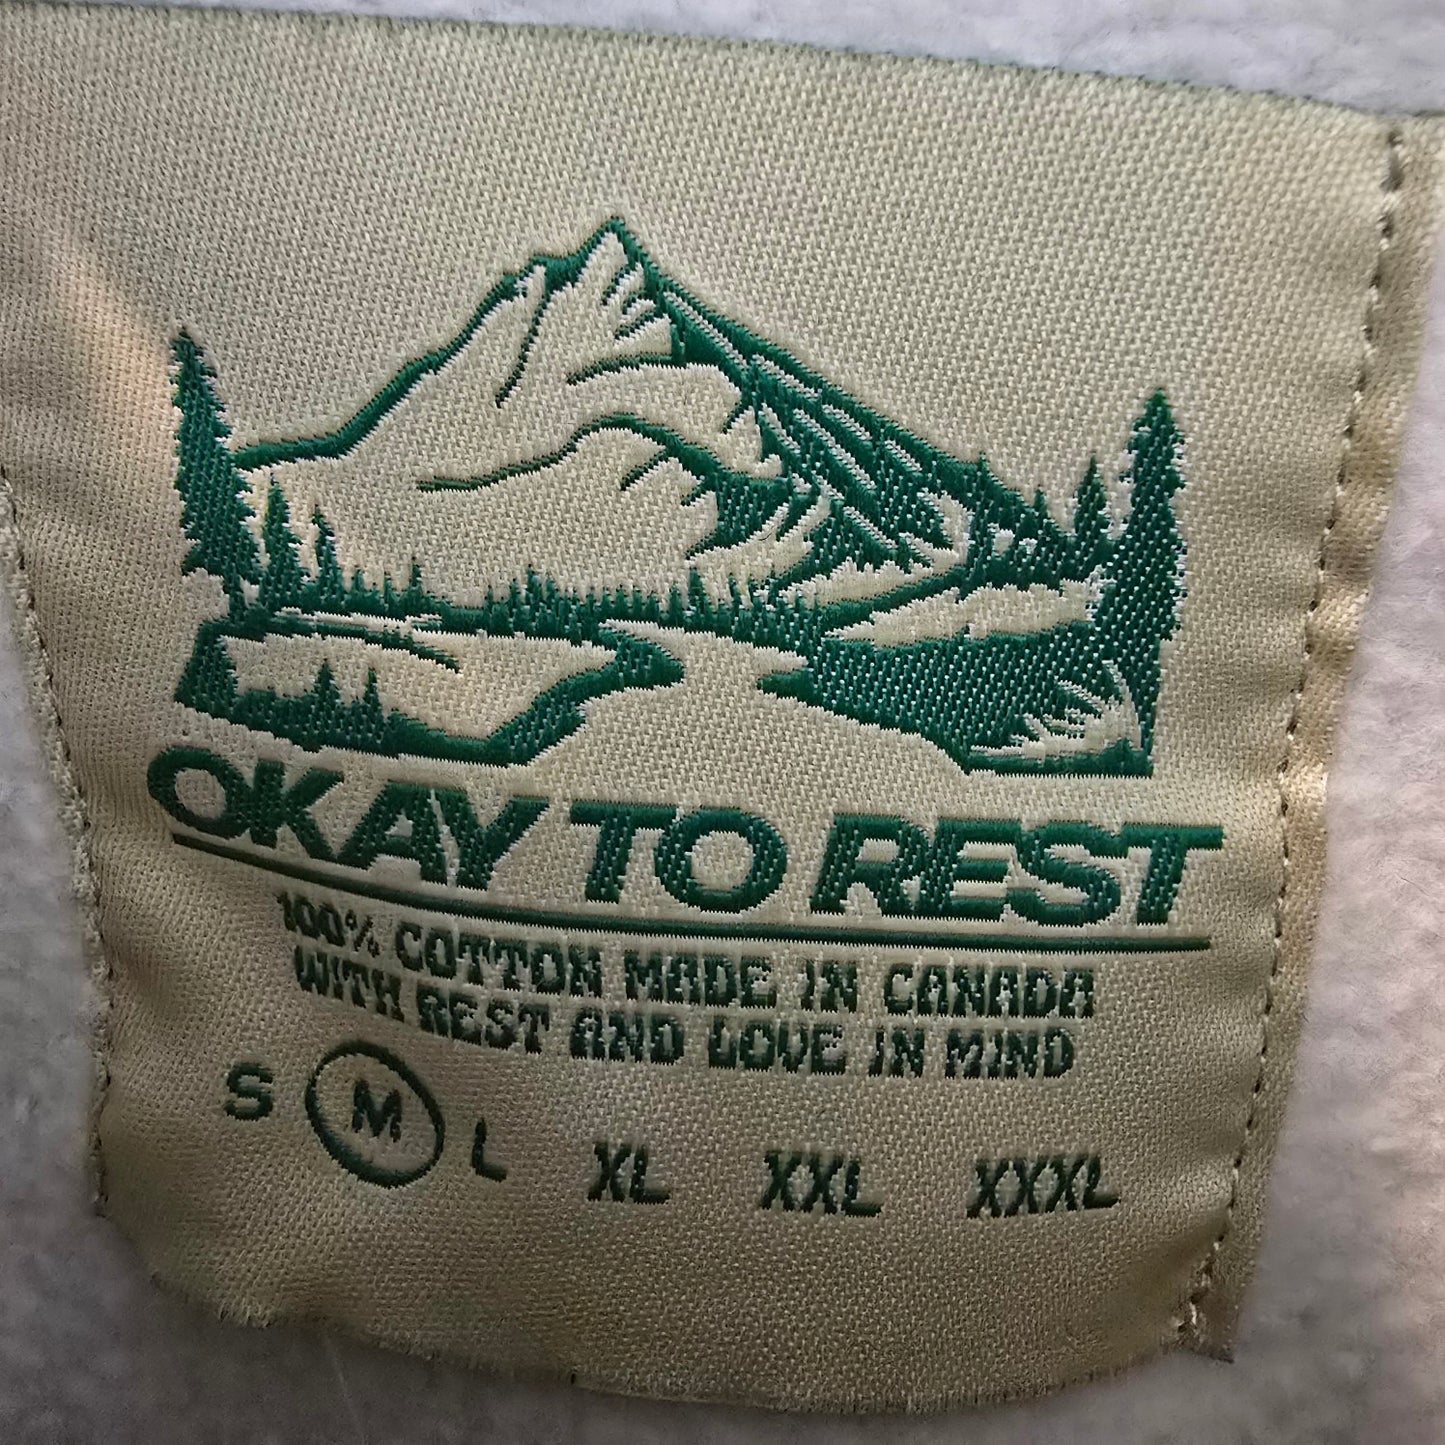 OKAY TO REST
100% COTTON MADE IN CANADA
WITH REST AND LOVE IN MIND
S M L XL XXL XXXL